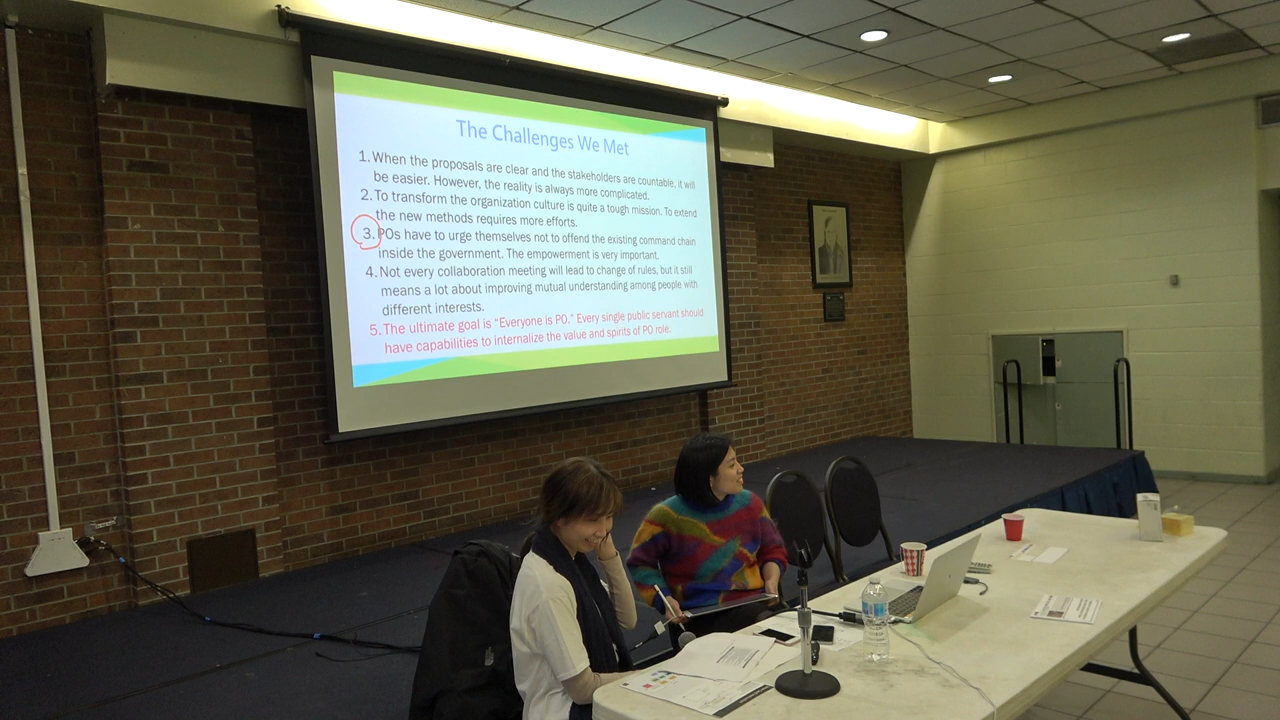 The Challenges We Met
1. When the proposals are clear and the stakeholders are countable, it will
be easier. However, the reality is always more complicated.
2. To transform the organization culture is quite a tough mission. To extend
the new methods requires more efforts.
3. POs have to urge themselves not to offend the existing command chain
inside the government. The empowerment is very important.
4. Not every collaboration meeting will lead to change of rules, but it still
means a lot about improving mutual understanding among people with
different interests.
5. The ultimate goal is “Everyone is PO.” Every single public servant should
have capabilities to internalize the value and spirits of PO role.